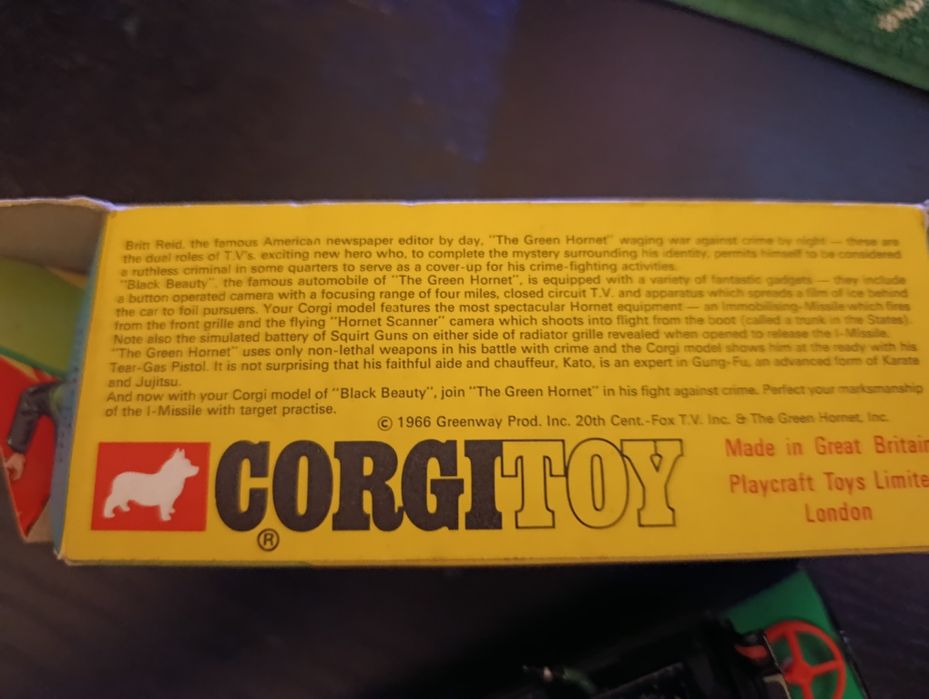 Britt Reid, the famous American newspaper editor by day, "The Green Hornet" waging war against crime by night — these are
the dual roles of T.V's. exciting new hero who, to complete the mystery surrounding his identity, permits himself to be considered
a ruthless criminal in some quarters to serve as a cover-up for his crime-fighting activities.
"Black Beauty", the famous automobile of "The Green Hornet", is equipped with a variety of fantastic gadgets — they include
a button operated camera with a focusing range of four miles, closed circuit T.V. and apparatus which spreads a film of ice behind
the car to foil pursuers. Your Corgi model features the most spectacular Hornet equipment — an Immobilising-Missile which fires
from the front grille and the flying "Hornet Scanner" camera which shoots into flight from the boot (called a trunk in the States).
Note also the simulated battery of Squirt Guns on either side of radiator grille revealed when opened to release the I-Missile.
"The Green Hornet" uses only non-lethal weapons in his battle with crime and the Corgi model shows him at the ready with his
Tear-Gas Pistol. It is not surprising that his faithful aide and chauffeur, Kato, is an expert in Gung-Fu, an advanced form of Karate
and Jujitsu.
And now with your Corgi model of "Black Beauty", join "The Green Hornet" in his fight against crime. Perfect your marksmanship
of the I-Missile with target practise.
© 1966 Greenway Prod. Inc. 20th Cent.-Fox T.V. Inc. & The Green Hornet, Inc.
CORGITOY
®
Made in Great Britain
Playcraft Toys Limite
London